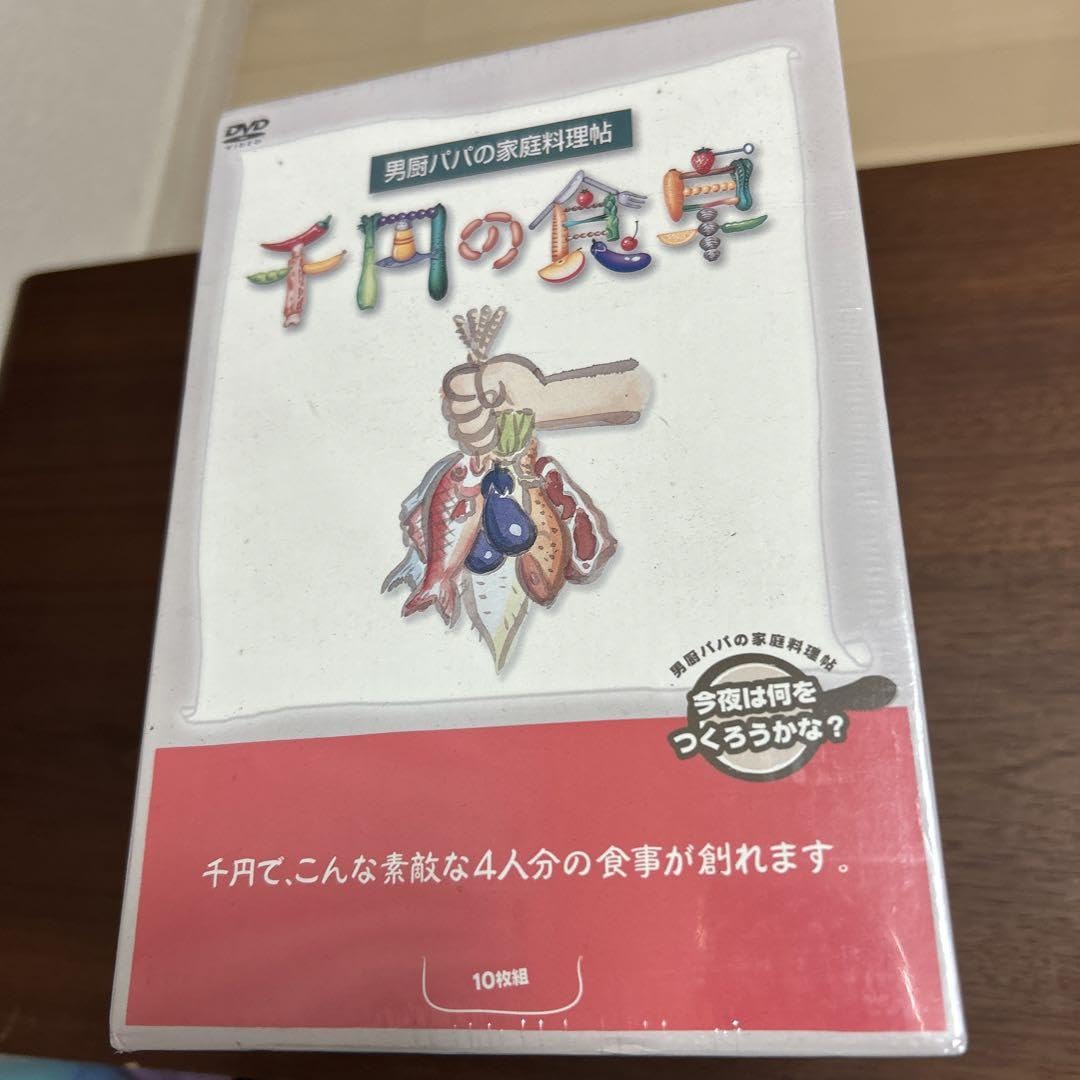 DVD
VIDEO
男厨パパの家庭料理帖
千円の食卓
男厨パパの家庭料理帖
今夜は何を
つくろうかな？
千円で、こんな素敵な4人分の食事が創れます。
10枚組